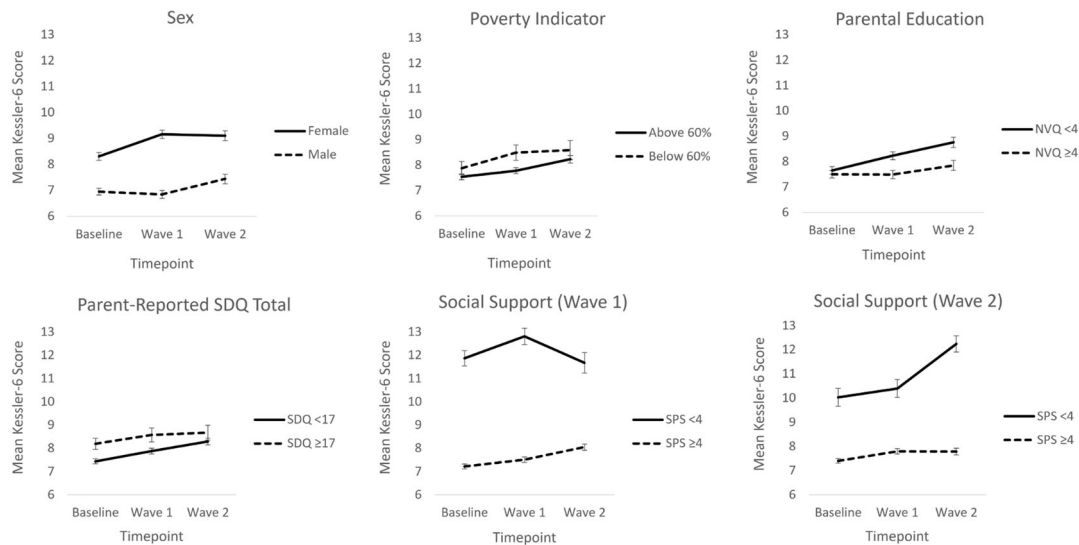 Sex
Mean Kessler-6 Score
13
12
11
10
9
8
7
6
Baseline Wave 1 Wave 2
Timepoint
Female
Male
Poverty Indicator
Mean Kessler-6 Score
13
12
11
10
9
8
7
6
Baseline Wave 1 Wave 2
Timepoint
Above 60%
Below 60%
Parental Education
Mean Kessler-6 Score
13
12
11
10
9
8
7
6
Baseline Wave 1 Wave 2
Timepoint
NVQ <4
NVQ ≥4
Parent-Reported SDQ Total
Mean Kessler-6 Score
13
12
11
10
9
8
7
6
Baseline Wave 1 Wave 2
Timepoint
SDQ <17
SDQ ≥17
Social Support (Wave 1)
Mean Kessler-6 Score
13
12
11
10
9
8
7
6
Baseline Wave 1 Wave 2
Timepoint
SPS <4
SPS ≥4
Social Support (Wave 2)
Mean Kessler-6 Score
13
12
11
10
9
8
7
6
Baseline Wave 1 Wave 2
Timepoint
SPS <4
SPS ≥4